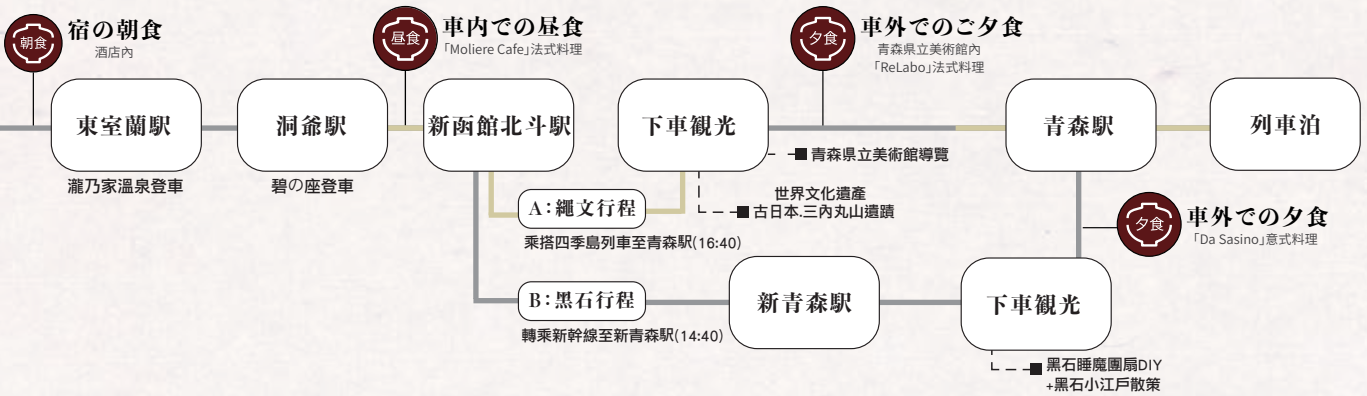 朝食
宿の朝食
酒店內
昼食
車内での昼食
「Moliere Cafe」法式料理
夕食
車外でのご夕食
青森県立美術館內
「ReLabo」法式料理
東室蘭駅
瀧乃家溫泉登車
洞爺駅
碧の座登車
新函館北斗駅
下車観光
青森県立美術館導覽
世界文化遺產
古日本.三內丸山遺蹟
青森駅
列車泊
A:繩文行程
乘搭四季島列車至青森駅(16:40)
夕食
車外での夕食
「Da Sasino」意式料理
B:黑石行程
轉乘新幹線至新青森駅(14:40)
新青森駅
下車観光
黑石睡魔團扇DIY
+黑石小江戶散策